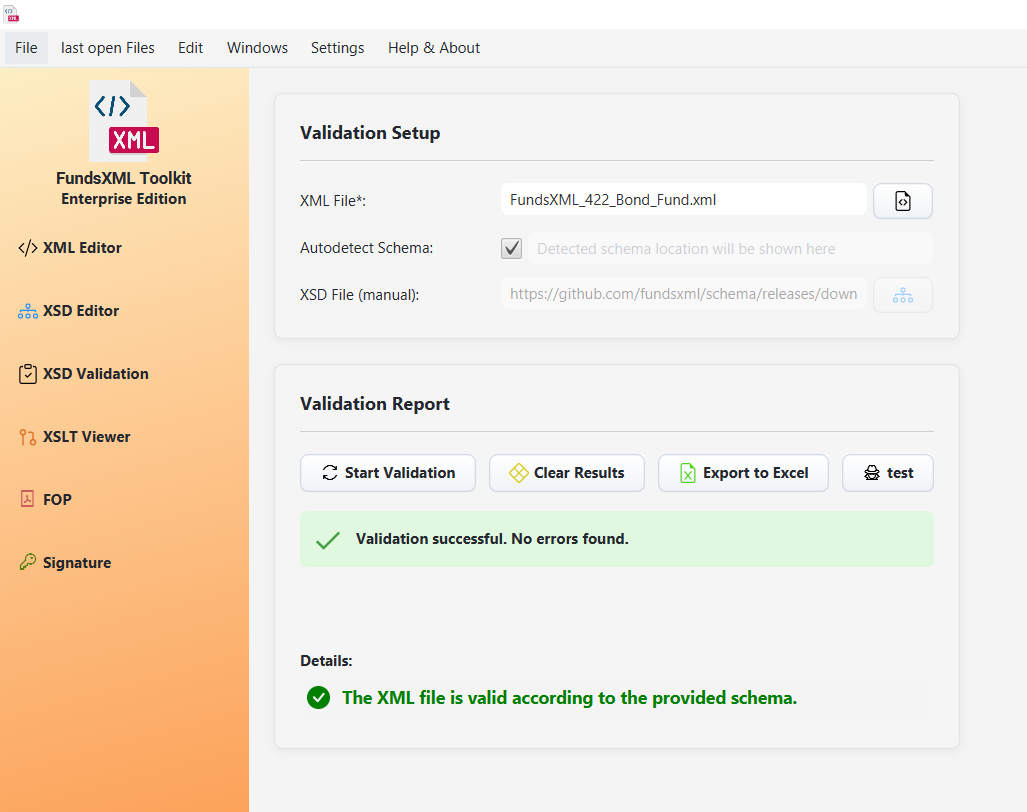 File last open Files Edit Windows Settings Help & About
</> XML
FundsXML Toolkit
Enterprise Edition
XML Editor
XSD Editor
XSD Validation
XSLT Viewer
FOP
Signature
Validation Setup
XML File*: FundsXML_422_Bond_Fund.xml
Autodetect Schema: Detected schema location will be shown here
XSD File (manual): https://github.com/fundsxml/schema/releases/down
Validation Report
Start Validation Clear Results Export to Excel test
Validation successful. No errors found.
Details:
The XML file is valid according to the provided schema.